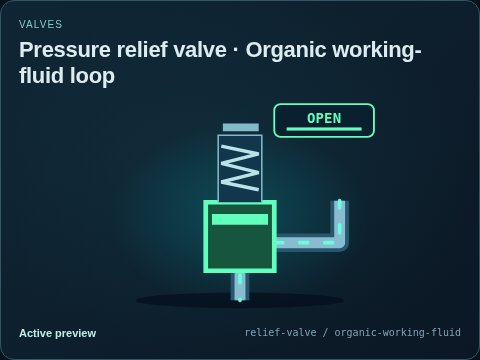 VALVES
Pressure relief valve · Organic working-
fluid loop
OPEN
Active preview
relief-valve / organic-working-fluid